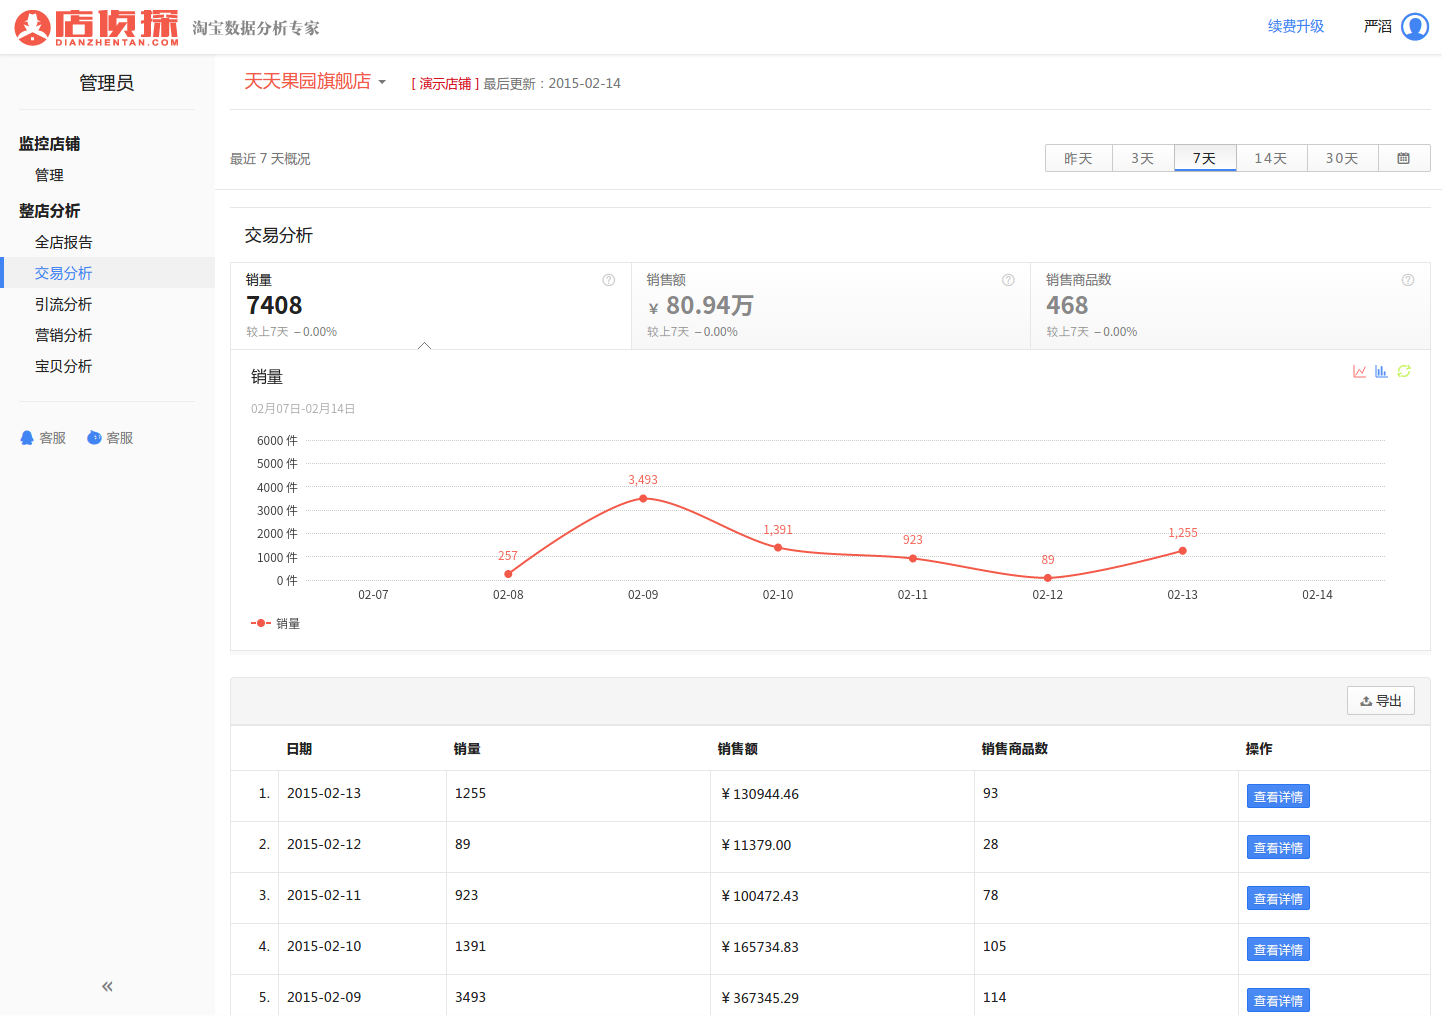 店侦探
DIANZHENTAN.COM
淘宝数据分析专家
续费升级
严滔
管理员
监控店铺
管理
整店分析
全店报告
交易分析
引流分析
营销分析
宝贝分析
客服 客服
«
天天果园旗舰店 [ 演示店铺 ] 最后更新：2015-02-14
最近 7 天概况
昨天 3天 7天 14天 30天
交易分析
销量
7408
较上7天 –0.00%
销售额
¥ 80.94万
较上7天 –0.00%
销售商品数
468
较上7天 –0.00%
销量
02月07日-02月14日
6000 件
5000 件
4000 件
3000 件
2000 件
1000 件
0 件
257
3,493
1,391
923
89
1,255
02-07 02-08 02-09 02-10 02-11 02-12 02-13 02-14
销量
导出
日期 销量 销售额 销售商品数 操作
1. 2015-02-13 1255 ¥ 130944.46 93 查看详情
2. 2015-02-12 89 ¥ 11379.00 28 查看详情
3. 2015-02-11 923 ¥ 100472.43 78 查看详情
4. 2015-02-10 1391 ¥ 165734.83 105 查看详情
5. 2015-02-09 3493 ¥ 367345.29 114 查看详情